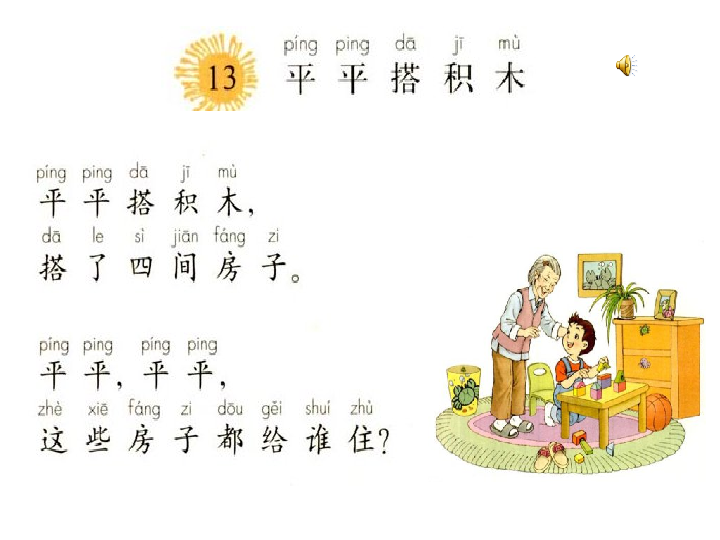 píng ping dā jī mù
13 平平搭积木
píng ping dā jī mù
平平搭积木，
dā le sì jiān fáng zi
搭了四间房子。
píng ping píng ping
平平，平平，
zhè xiē fáng zi dōu gěi shuí zhù
这些房子都给谁住？